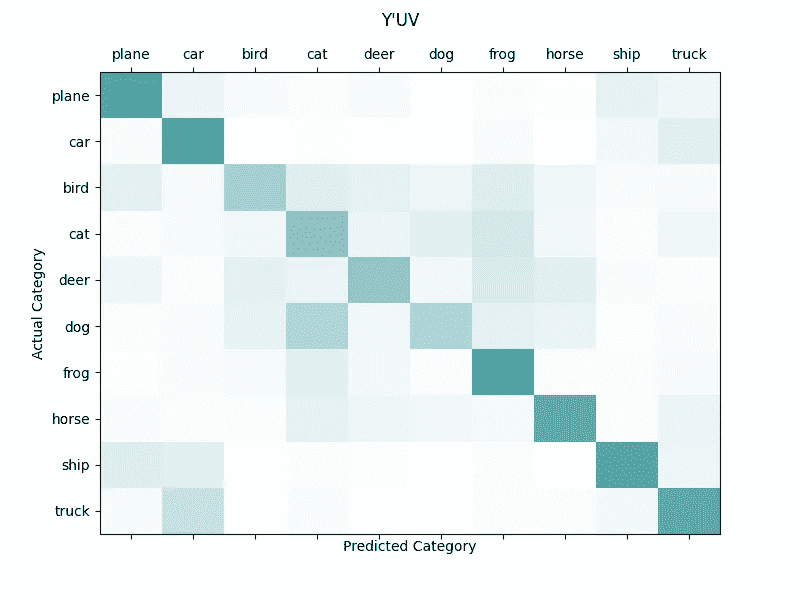 Y'UV
plane car bird cat deer dog frog horse ship truck
plane
car
bird
cat
deer
dog
frog
horse
ship
truck
Actual Category
Predicted Category